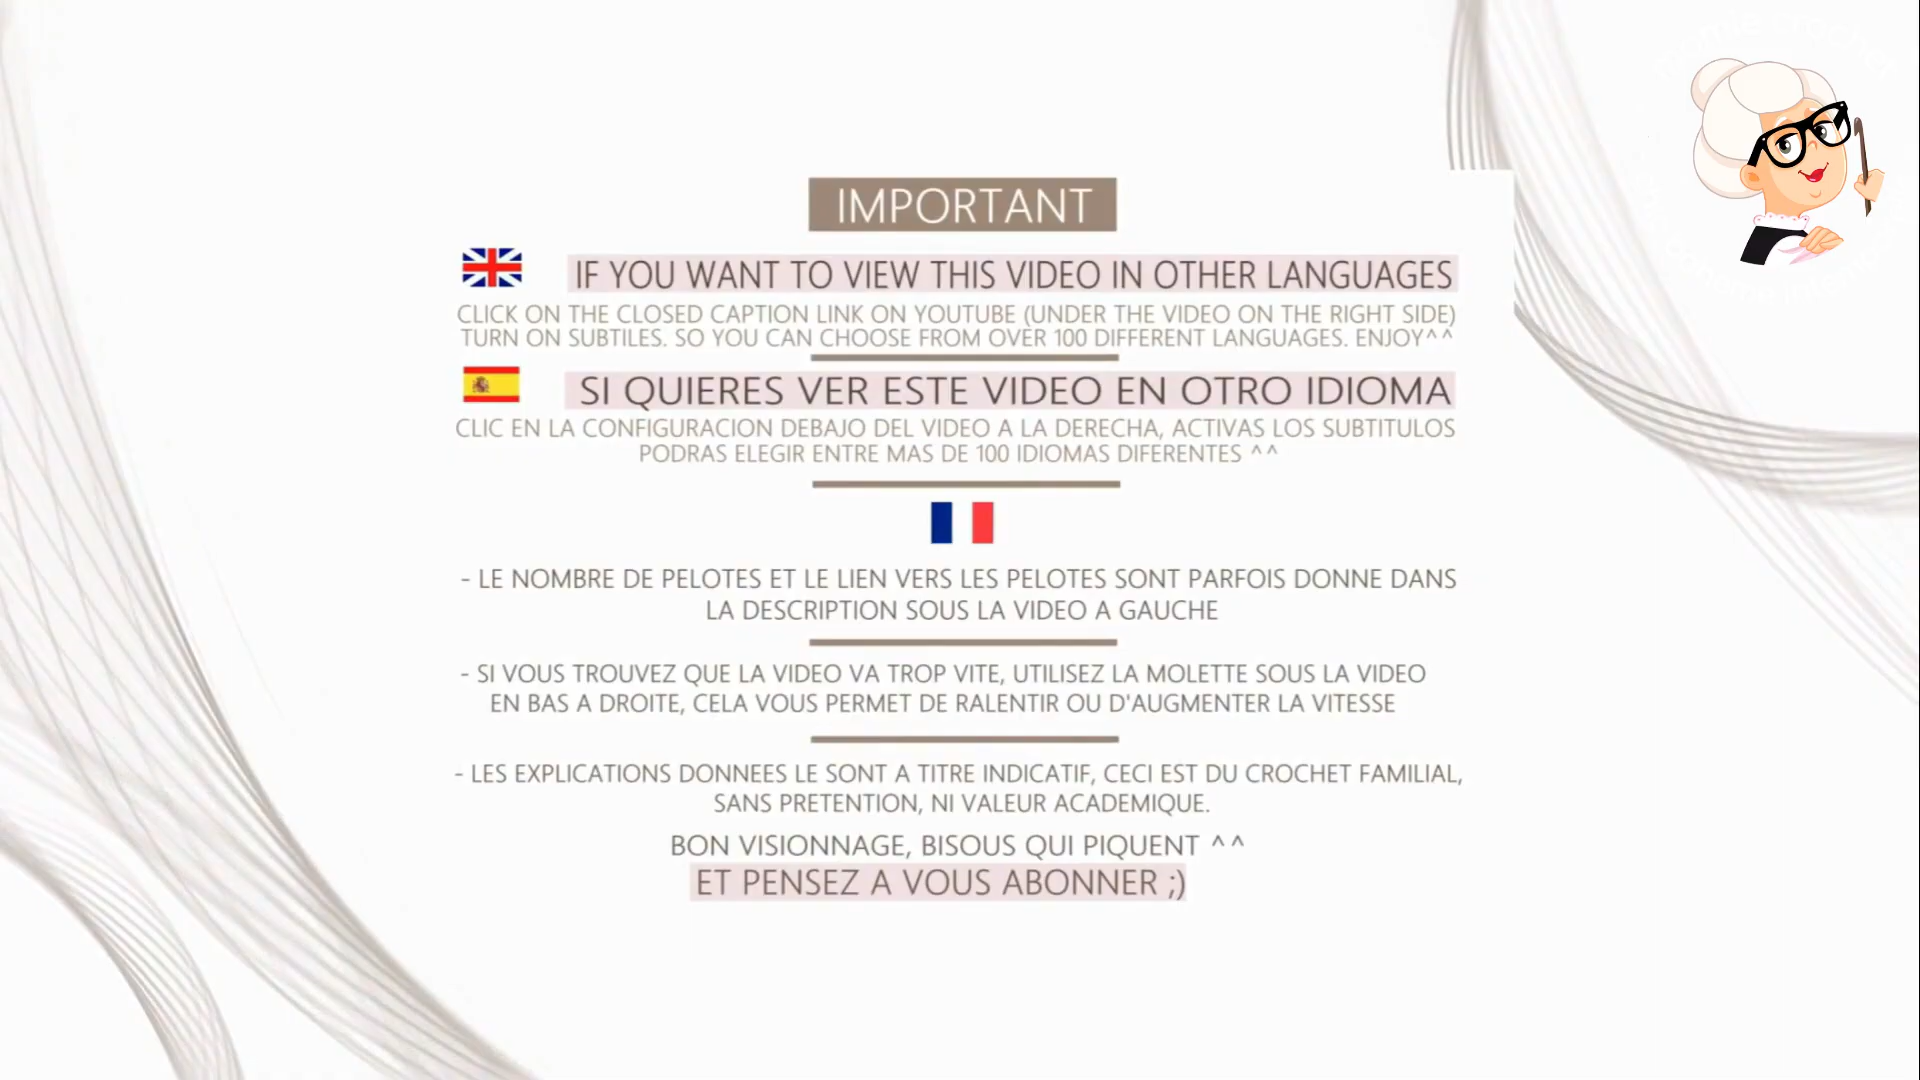 IMPORTANT
IF YOU WANT TO VIEW THIS VIDEO IN OTHER LANGUAGES
CLICK ON THE CLOSED CAPTION LINK ON YOUTUBE (UNDER THE VIDEO ON THE RIGHT SIDE)
TURN ON SUBTILES. SO YOU CAN CHOOSE FROM OVER 100 DIFFERENT LANGUAGES. ENJOY^^
SI QUIERES VER ESTE VIDEO EN OTRO IDIOMA
CLIC EN LA CONFIGURACION DEBAJO DEL VIDEO A LA DERECHA, ACTIVAS LOS SUBTITULOS
PODRAS ELEGIR ENTRE MAS DE 100 IDIOMAS DIFERENTES ^^
- LE NOMBRE DE PELOTES ET LE LIEN VERS LES PELOTES SONT PARFOIS DONNE DANS
LA DESCRIPTION SOUS LA VIDEO A GAUCHE
- SI VOUS TROUVEZ QUE LA VIDEO VA TROP VITE, UTILISEZ LA MOLETTE SOUS LA VIDEO
EN BAS A DROITE, CELA VOUS PERMET DE RALENTIR OU D'AUGMENTER LA VITESSE
- LES EXPLICATIONS DONNEES LE SONT A TITRE INDICATIF, CECI EST DU CROCHET FAMILIAL,
SANS PRETENTION, NI VALEUR ACADEMIQUE.
BON VISIONNAGE, BISOUS QUI PIQUENT ^^
ET PENSEZ A VOUS ABONNER ;)